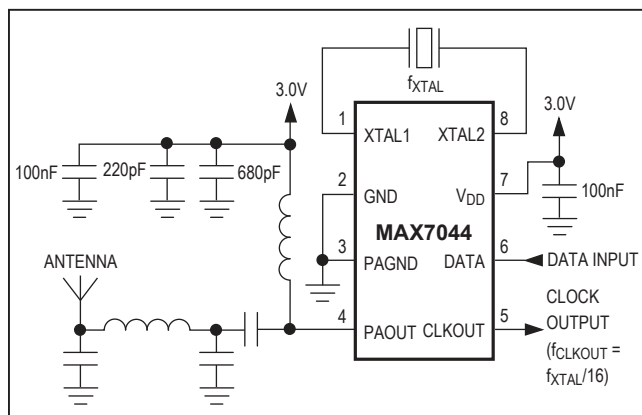 3.0V
100nF
220pF
680pF
fXTAL
1
XTAL1
8
XTAL2
3.0V
2
GND
7
VDD
100nF
MAX7044
3
PAGND
6
DATA
DATA INPUT
ANTENNA
4
PAOUT
5
CLKOUT
CLOCK
OUTPUT
(fCLKOUT =
fXTAL/16)